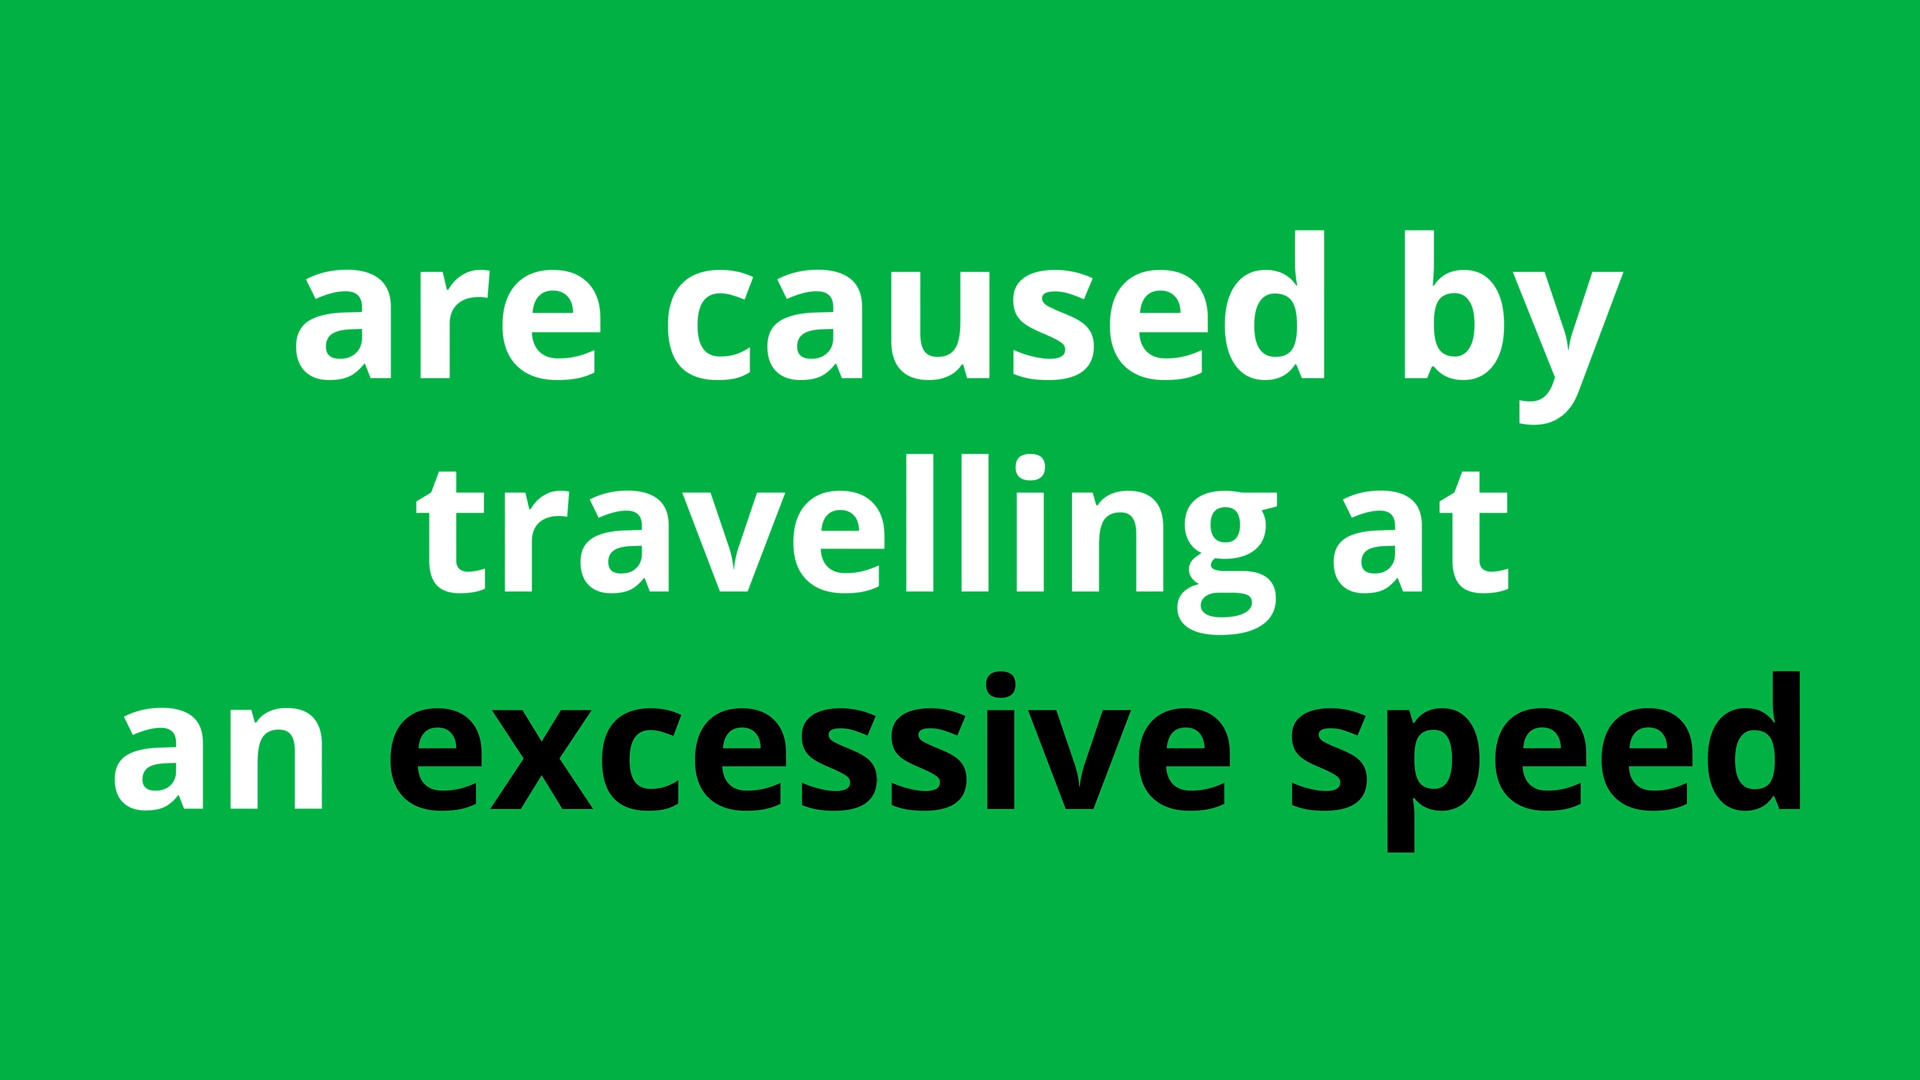 are caused by
travelling at
an excessive speed